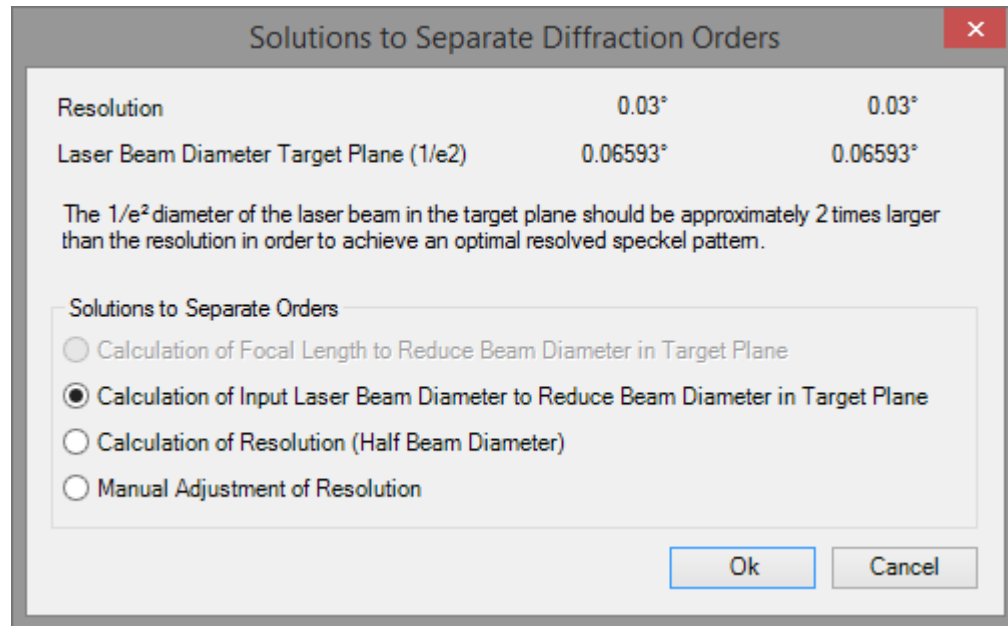 Solutions to Separate Diffraction Orders
Resolution 0.03° 0.03°
Laser Beam Diameter Target Plane (1/e2) 0.06593° 0.06593°
The 1/e² diameter of the laser beam in the target plane should be approximately 2 times larger
than the resolution in order to achieve an optimal resolved speckel pattern.
Solutions to Separate Orders
Calculation of Focal Length to Reduce Beam Diameter in Target Plane
Calculation of Input Laser Beam Diameter to Reduce Beam Diameter in Target Plane
Calculation of Resolution (Half Beam Diameter)
Manual Adjustment of Resolution
Ok Cancel